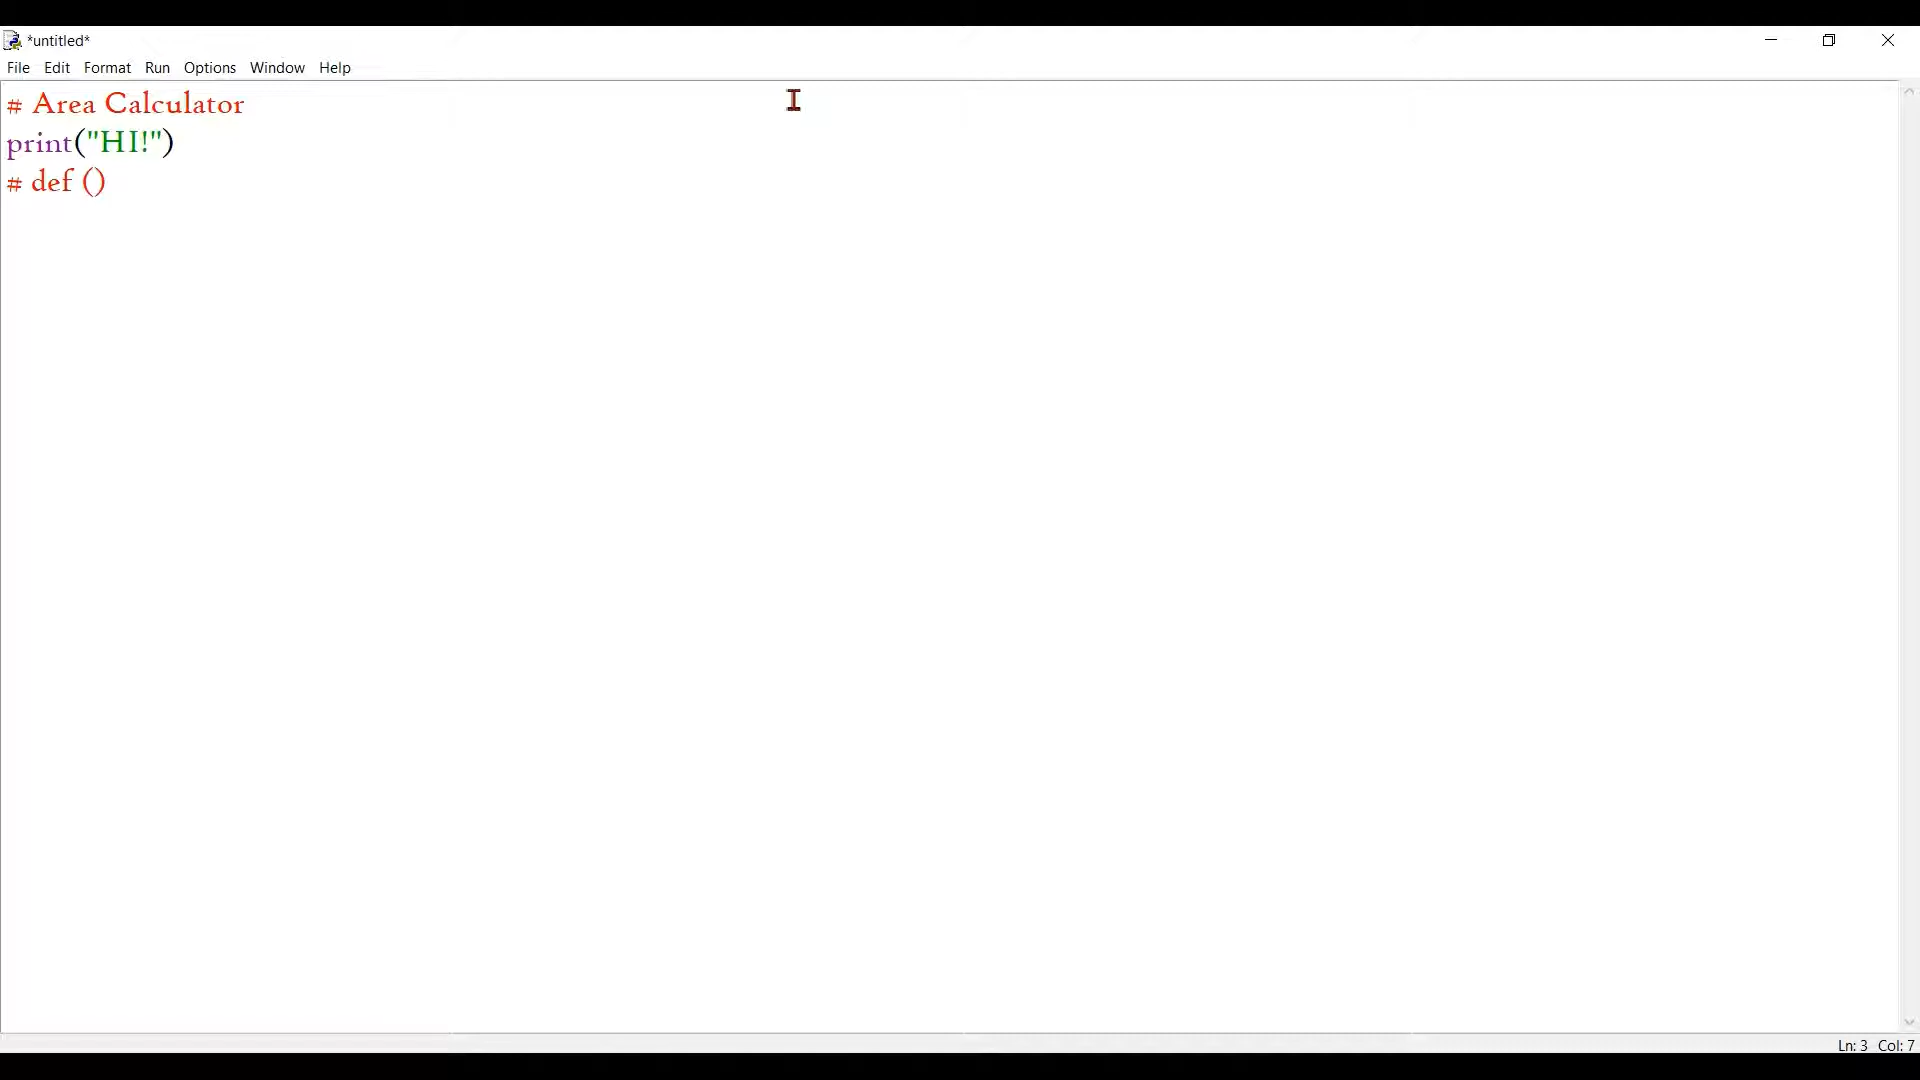 *untitled*
File Edit Format Run Options Window Help
# Area Calculator
print("HI!")
# def ()
Ln: 3 Col: 7